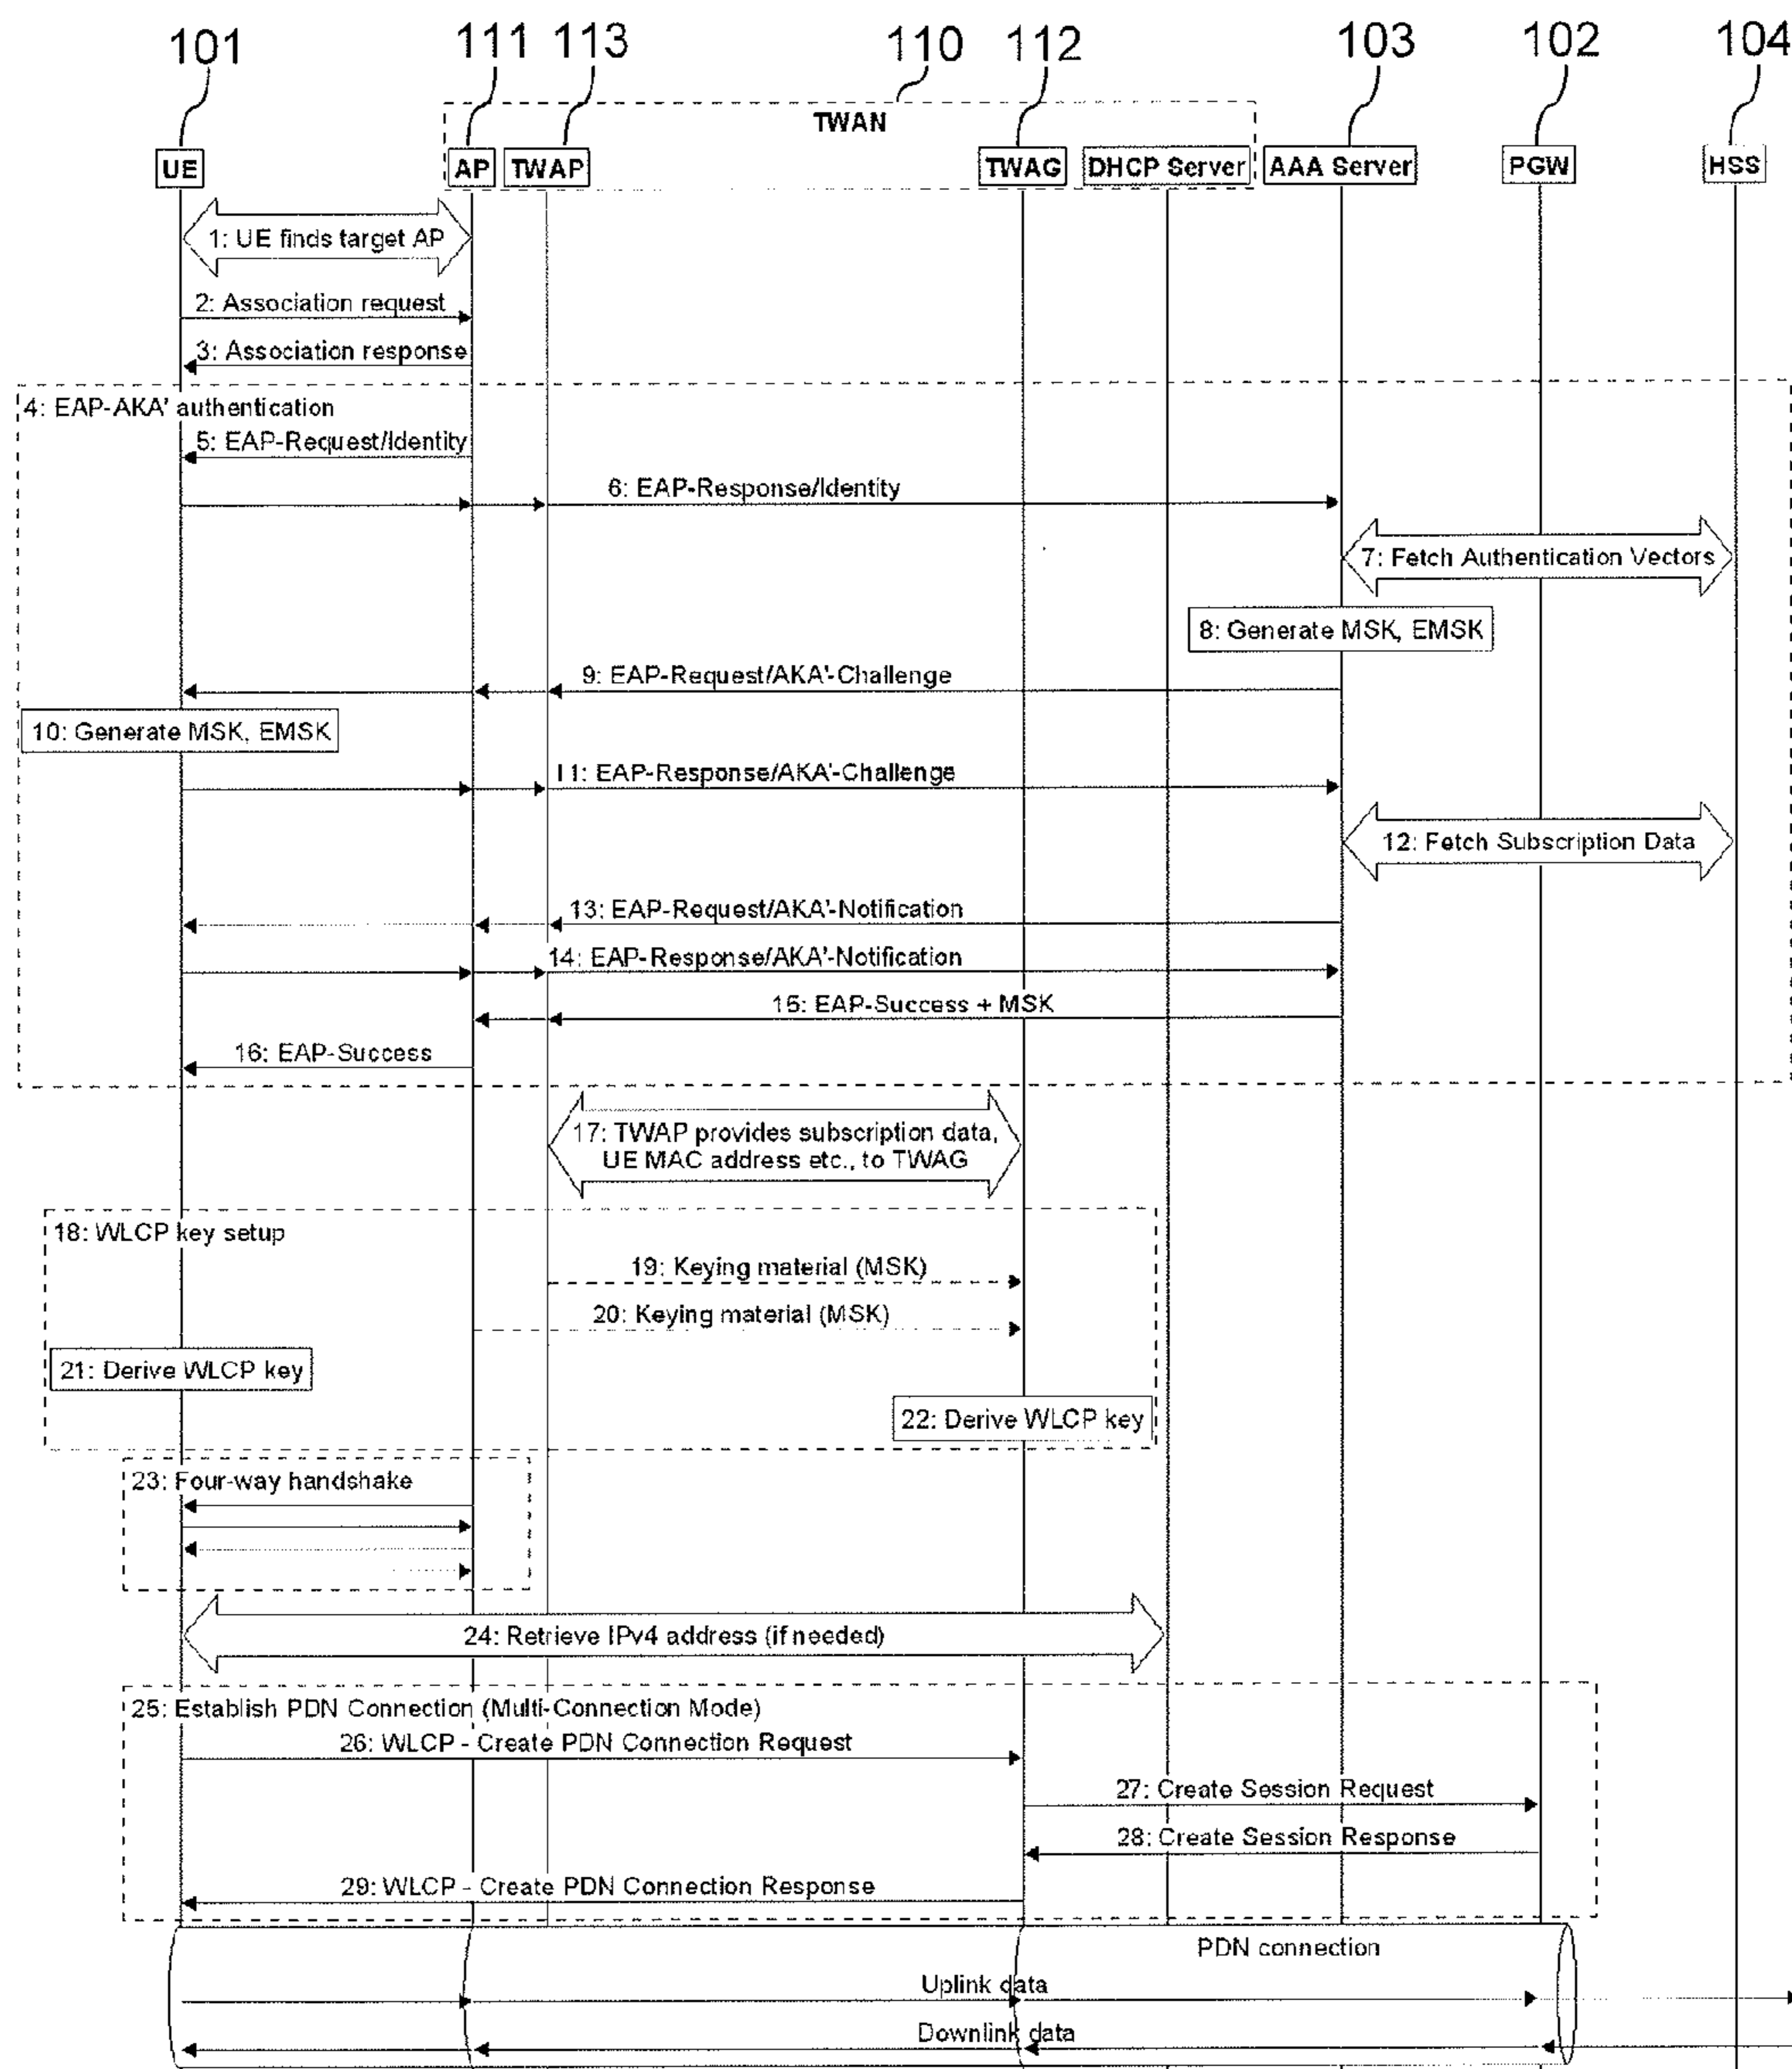 101
111
113
110
112
103
102
104
TWAN
UE
AP
TWAP
TWAG
DHCP Server
AAA Server
PGW
HSS
1: UE finds target AP
2: Association request
3: Association response
4: EAP-AKA' authentication
5: EAP-Request/Identity
6: EAP-Response/Identity
7: Fetch Authentication Vectors
8: Generate MSK, EMSK
9: EAP-Request/AKA'-Challenge
10: Generate MSK, EMSK
11: EAP-Response/AKA'-Challenge
12: Fetch Subscription Data
13: EAP-Request/AKA'-Notification
14: EAP-Response/AKA'-Notification
15: EAP-Success + MSK
16: EAP-Success
17: TWAP provides subscription data,
UE MAC address etc., to TWAG
18: WLCP key setup
19: Keying material (MSK)
20: Keying material (MSK)
21: Derive WLCP key
22: Derive WLCP key
23: Four-way handshake
24: Retrieve IPv4 address (if needed)
25: Establish PDN Connection (Multi-Connection Mode)
26: WLCP - Create PDN Connection Request
27: Create Session Request
28: Create Session Response
29: WLCP - Create PDN Connection Response
PDN connection
Uplink data
Downlink data